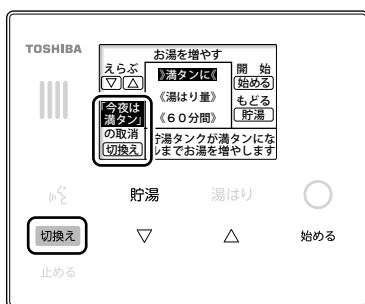 TOSHIBA
お湯を増やす
えらぶ
▽△
》満タンに《
開 始
始める
「今夜は
満タン」
の取消
切換え
《湯はり量》
《60分間》
もどる
貯湯
貯湯タンクが満タンにな
るまでお湯を増やします
貯湯
湯はり
切換え
▽
△
始める
止める